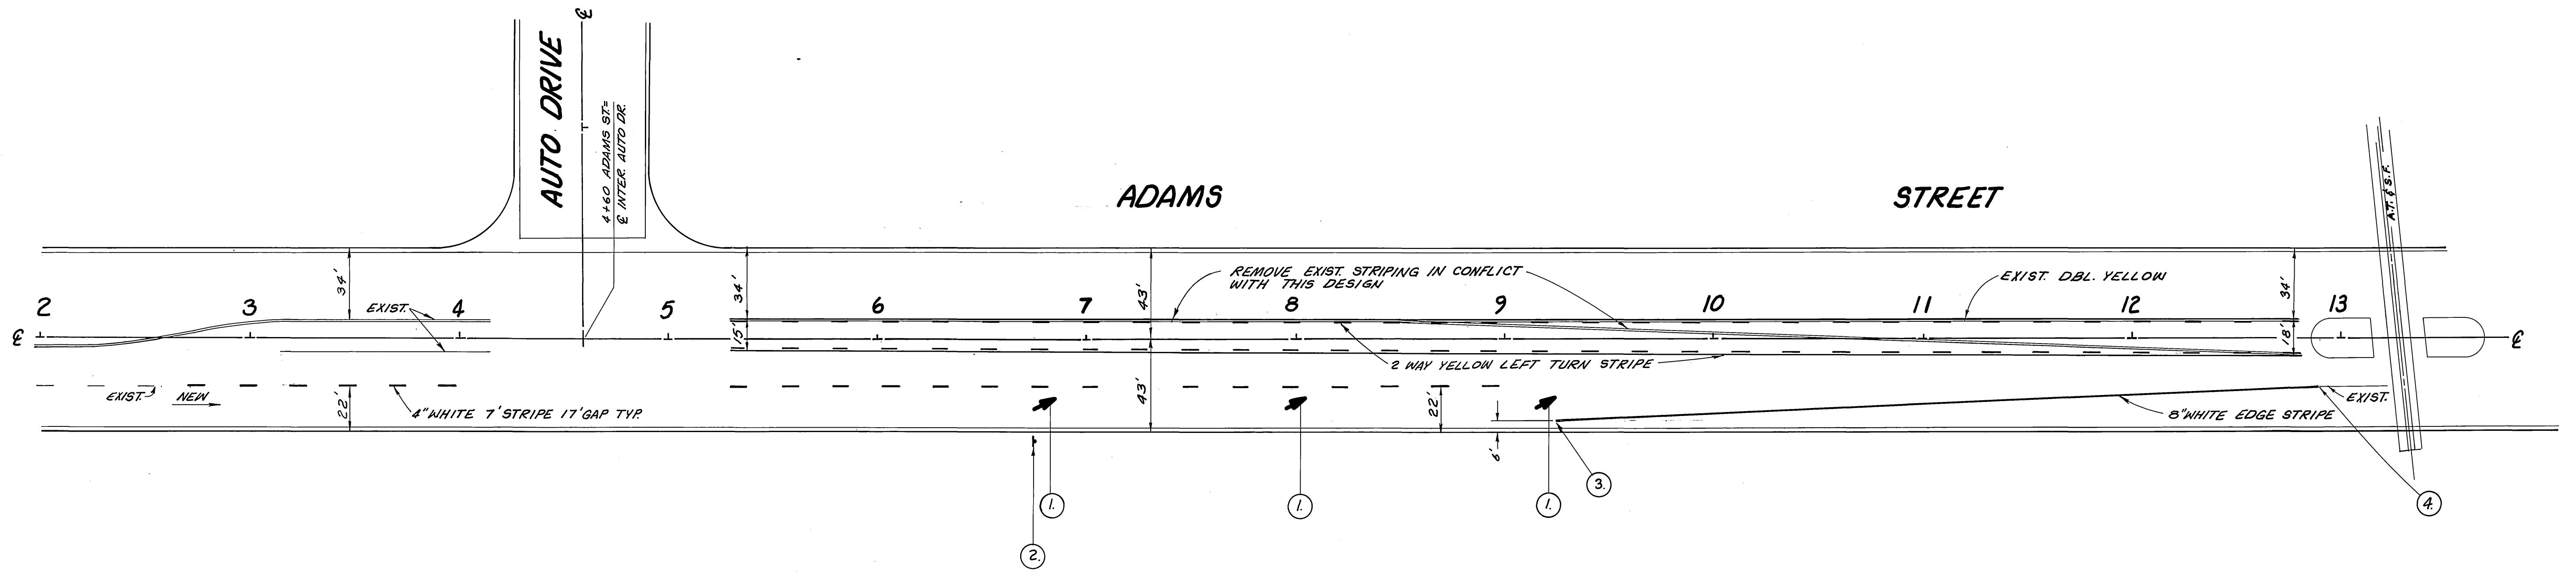 ℄
AUTO DRIVE
4+60 ADAMS ST.=
℄ INTER. AUTO DR.
ADAMS STREET
A.T. & S.F.
34'
34'
43'
REMOVE EXIST. STRIPING IN CONFLICT
WITH THIS DESIGN
EXIST. DBL. YELLOW
34'
2 3 4 5 6 7 8 9 10 11 12 13
EXIST.
℄
15'
18'
℄
2 WAY YELLOW LEFT TURN STRIPE
EXIST.
NEW
22'
4" WHITE 7' STRIPE 17' GAP TYP.
43'
22'
6'
8" WHITE EDGE STRIPE
EXIST.
1.
1.
1.
2.
3.
4.